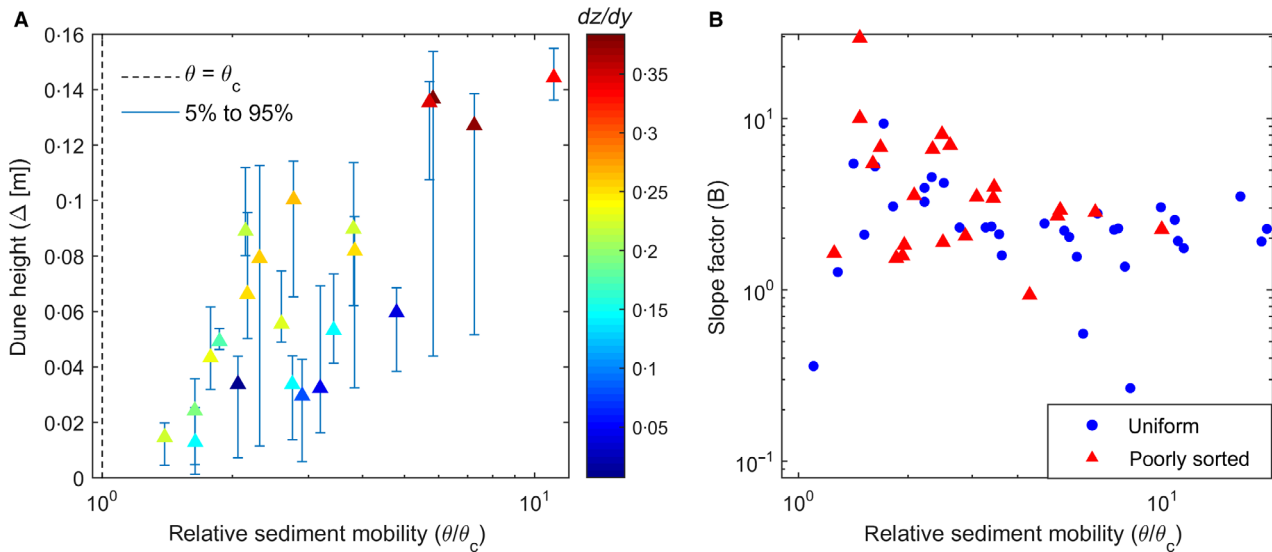 A
dz/dy
B
0·16
0·14
0·12
0·1
0·08
0·06
0·04
0·02
0
Dune height (Δ [m])
θ = θc
5% to 95%
10⁰
10¹
Relative sediment mobility (θ/θc)
0·35
0·3
0·25
0·2
0·15
0·1
0·05
10¹
10⁰
10⁻¹
Slope factor (B)
Uniform
Poorly sorted
10⁰
10¹
Relative sediment mobility (θ/θc)